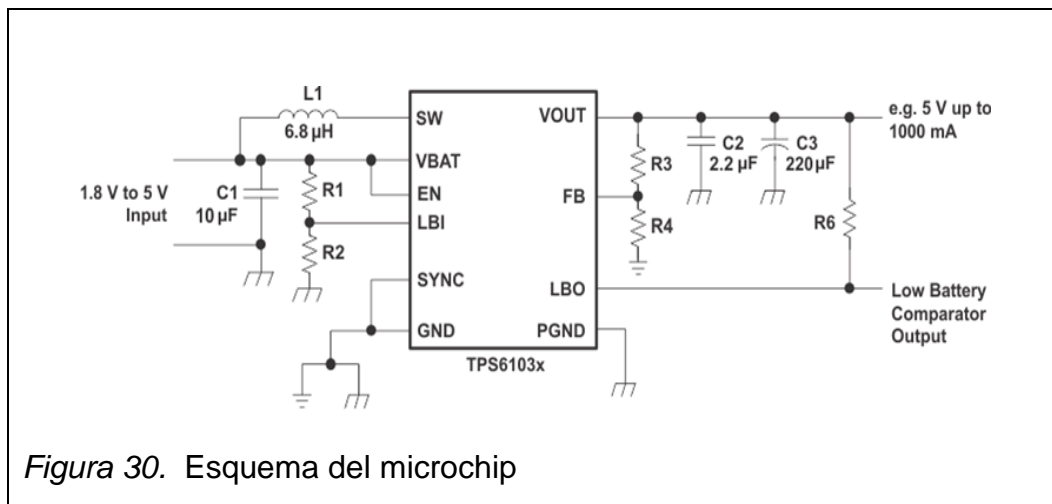 L1
6.8 µH
SW
VBAT
EN
LBI
SYNC
GND
VOUT
FB
LBO
PGND
TPS6103x
1.8 V to 5 V
Input
C1
10 µF
R1
R2
R3
R4
C2
2.2 µF
C3
220 µF
R6
e.g. 5 V up to
1000 mA
Low Battery
Comparator
Output
Figura 30. Esquema del microchip